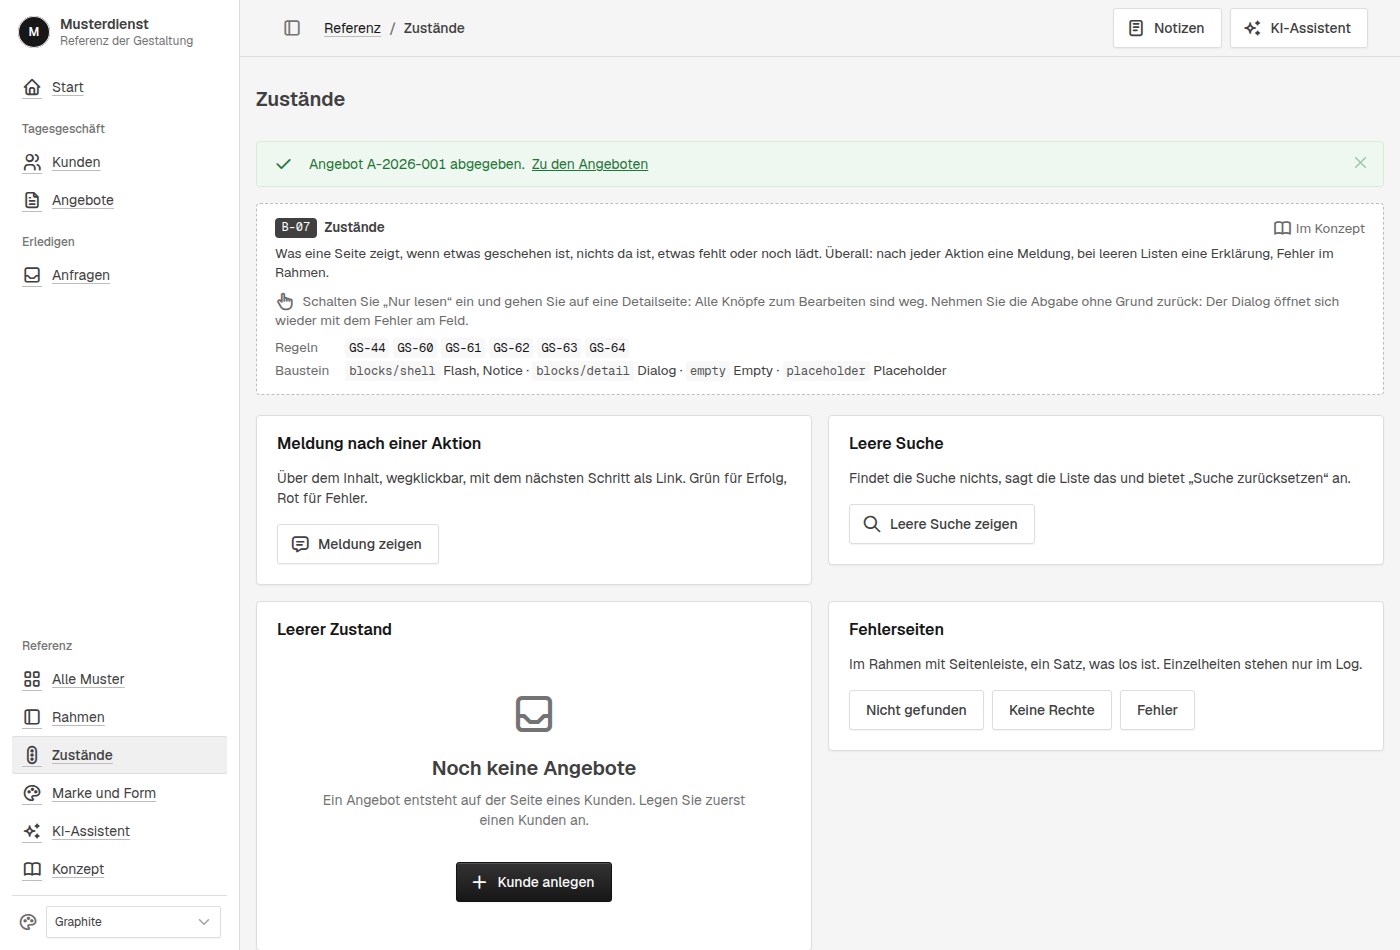 M
Musterdienst
Referenz der Gestaltung
Start
Tagesgeschäft
Kunden
Angebote
Erledigen
Anfragen
Referenz
Alle Muster
Rahmen
Zustände
Marke und Form
KI-Assistent
Konzept
Graphite
Referenz / Zustände
Notizen
KI-Assistent
Zustände
Angebot A-2026-001 abgegeben. Zu den Angeboten
B-07 Zustände
Im Konzept
Was eine Seite zeigt, wenn etwas geschehen ist, nichts da ist, etwas fehlt oder noch lädt. Überall: nach jeder Aktion eine Meldung, bei leeren Listen eine Erklärung, Fehler im
Rahmen.
Schalten Sie „Nur lesen“ ein und gehen Sie auf eine Detailseite: Alle Knöpfe zum Bearbeiten sind weg. Nehmen Sie die Abgabe ohne Grund zurück: Der Dialog öffnet sich
wieder mit dem Fehler am Feld.
Regeln GS-44 GS-60 GS-61 GS-62 GS-63 GS-64
Baustein blocks/shell Flash, Notice · blocks/detail Dialog · empty Empty · placeholder Placeholder
Meldung nach einer Aktion
Über dem Inhalt, wegklickbar, mit dem nächsten Schritt als Link. Grün für Erfolg,
Rot für Fehler.
Meldung zeigen
Leere Suche
Findet die Suche nichts, sagt die Liste das und bietet „Suche zurücksetzen“ an.
Leere Suche zeigen
Leerer Zustand
Noch keine Angebote
Ein Angebot entsteht auf der Seite eines Kunden. Legen Sie zuerst
einen Kunden an.
Kunde anlegen
Fehlerseiten
Im Rahmen mit Seitenleiste, ein Satz, was los ist. Einzelheiten stehen nur im Log.
Nicht gefunden
Keine Rechte
Fehler